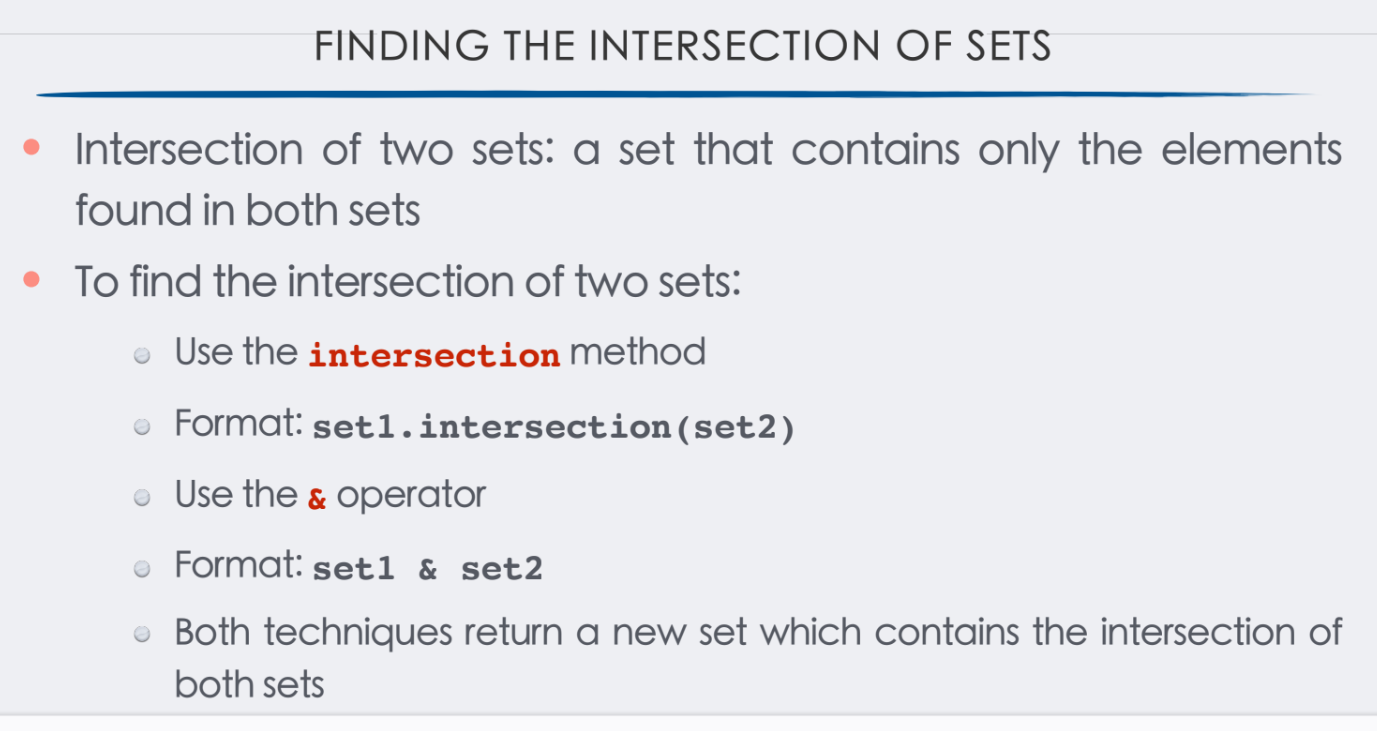 FINDING THE INTERSECTION OF SETS
Intersection of two sets: a set that contains only the elements
found in both sets
To find the intersection of two sets:
Use the intersection method
Format: set1.intersection(set2)
Use the & operator
Format: set1 & set2
Both techniques return a new set which contains the intersection of
both sets